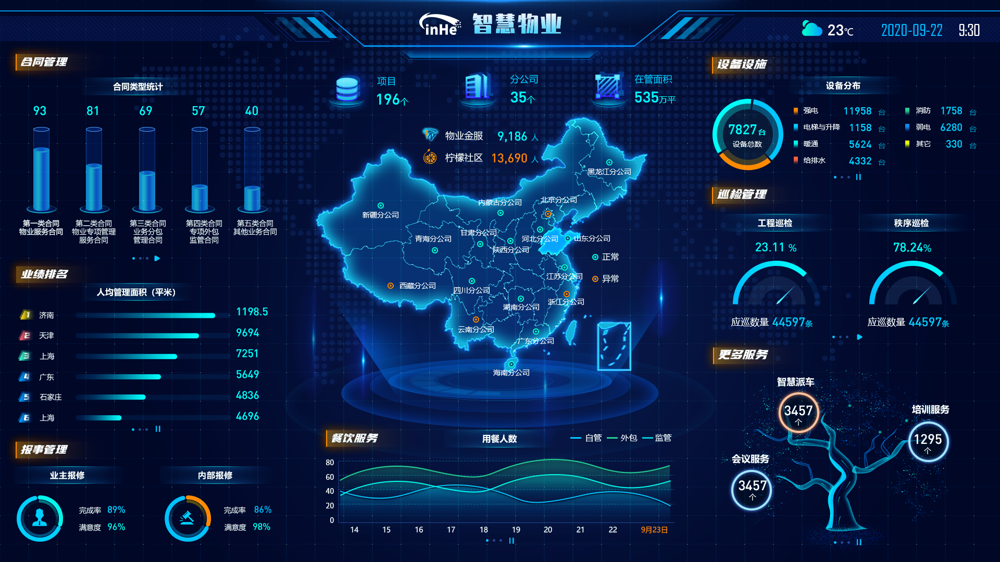 inHe 智慧物业
23℃ 2020-09-22 9:30
合同管理
合同类型统计
93 81 69 57 40
第一类合同
物业服务合同
第二类合同
物业专项管理
服务合同
第三类合同
业务分包
管理合同
第四类合同
专项外包
监管合同
第五类合同
其他业务合同
业绩排名
人均管理面积（平米）
1 济南 1198.5
2 天津 9694
3 上海 7251
4 广东 5649
5 石家庄 4836
6 上海 4696
报事管理
业主报修
完成率 89%
满意度 96%
内部报修
完成率 86%
满意度 98%
项目
196个
分公司
35个
在管面积
535万平
物业金服 9,186 人
柠檬社区 13,690 人
黑龙江分公司
北京分公司
内蒙古分公司
新疆分公司
甘肃分公司
青海分公司
河北分公司
山东分公司
陕西分公司
正常
江苏分公司
异常
西藏分公司
四川分公司
浙江分公司
湖南分公司
云南分公司
广东分公司
海南分公司
餐饮服务
用餐人数
自管 外包 监管
80
60
40
20
0
14 15 16 17 18 19 20 21 22 9月23日
设备设施
设备分布
7827台
设备总数
强电 11958 台
电梯与升降 1158 台
暖通 5624 台
给排水 4332 台
消防 1758 台
弱电 6280 台
其它 330 台
巡检管理
工程巡检
23.11 %
应巡数量 44597条
秩序巡检
78.24%
应巡数量 44597条
更多服务
智慧派车
3457
个
培训服务
1295
个
会议服务
3457
个